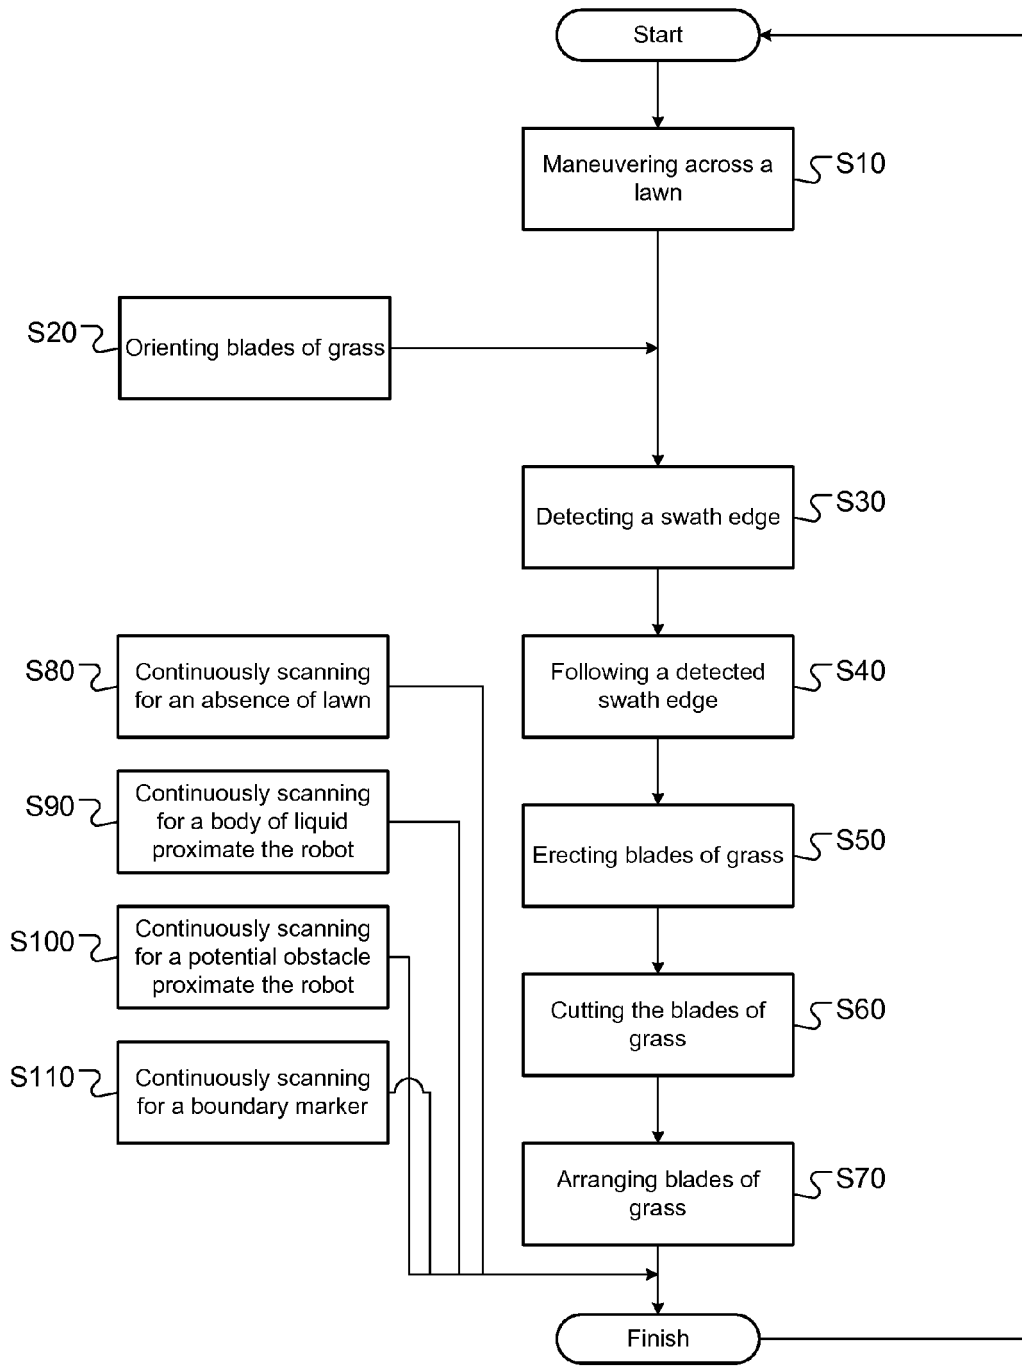 Start
Maneuvering across a
lawn
S10
S20
Orienting blades of grass
Detecting a swath edge
S30
S80
Continuously scanning
for an absence of lawn
Following a detected
swath edge
S40
S90
Continuously scanning
for a body of liquid
proximate the robot
Erecting blades of grass
S50
S100
Continuously scanning
for a potential obstacle
proximate the robot
Cutting the blades of
grass
S60
S110
Continuously scanning
for a boundary marker
Arranging blades of
grass
S70
Finish